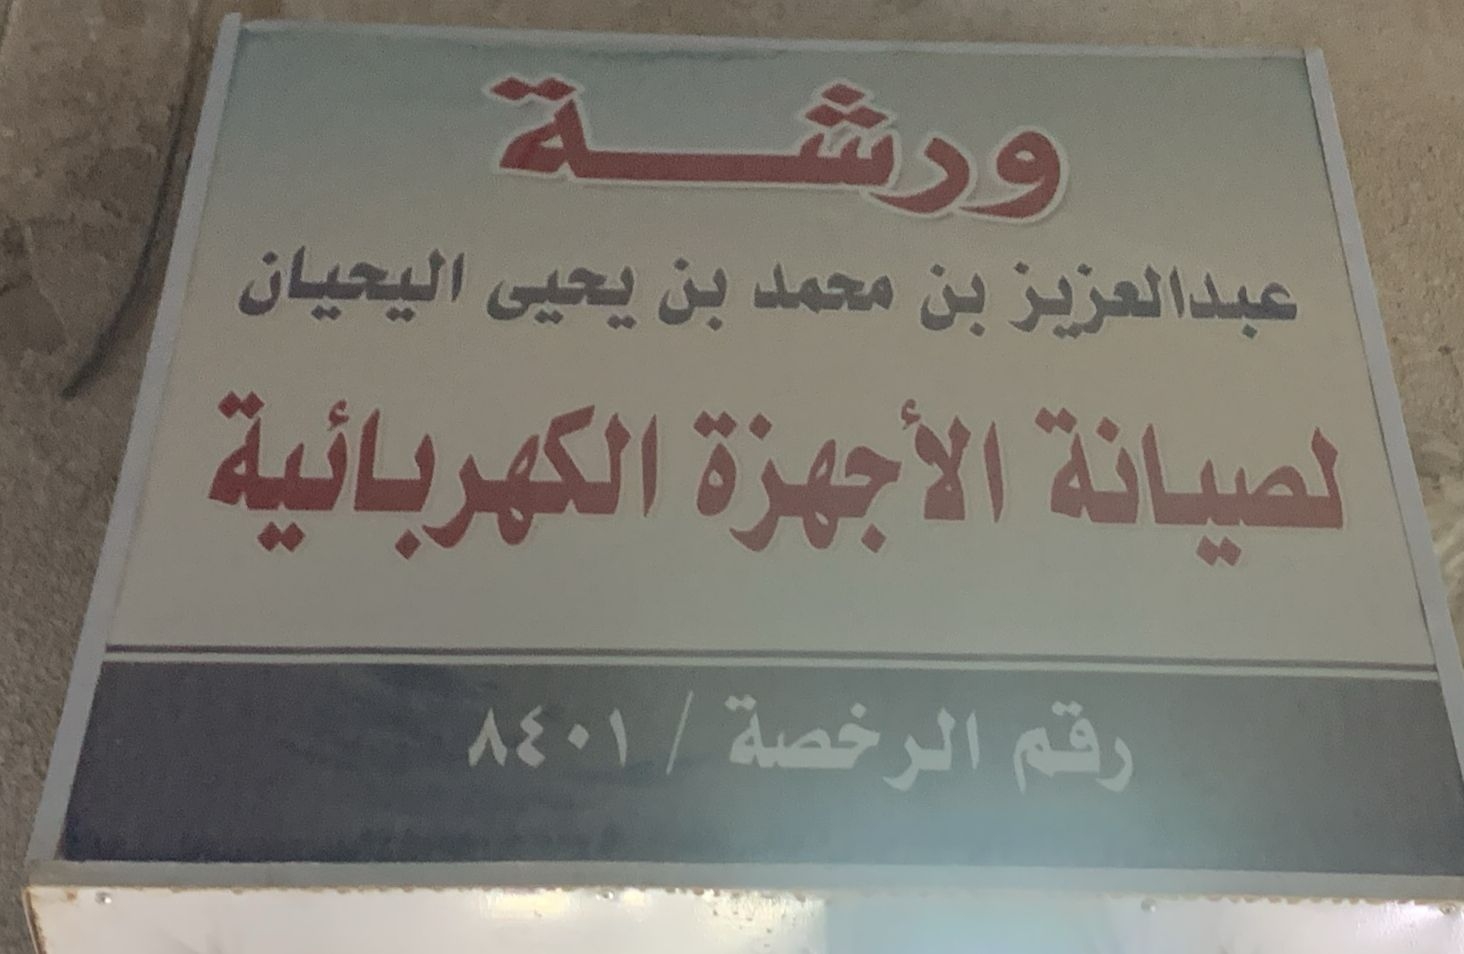 ورشة
عبدالعزيز بن محمد بن يحيى اليحيان
لصيانة الأجهزة الكهربائية
رقم الرخصة / ٨٤٠١